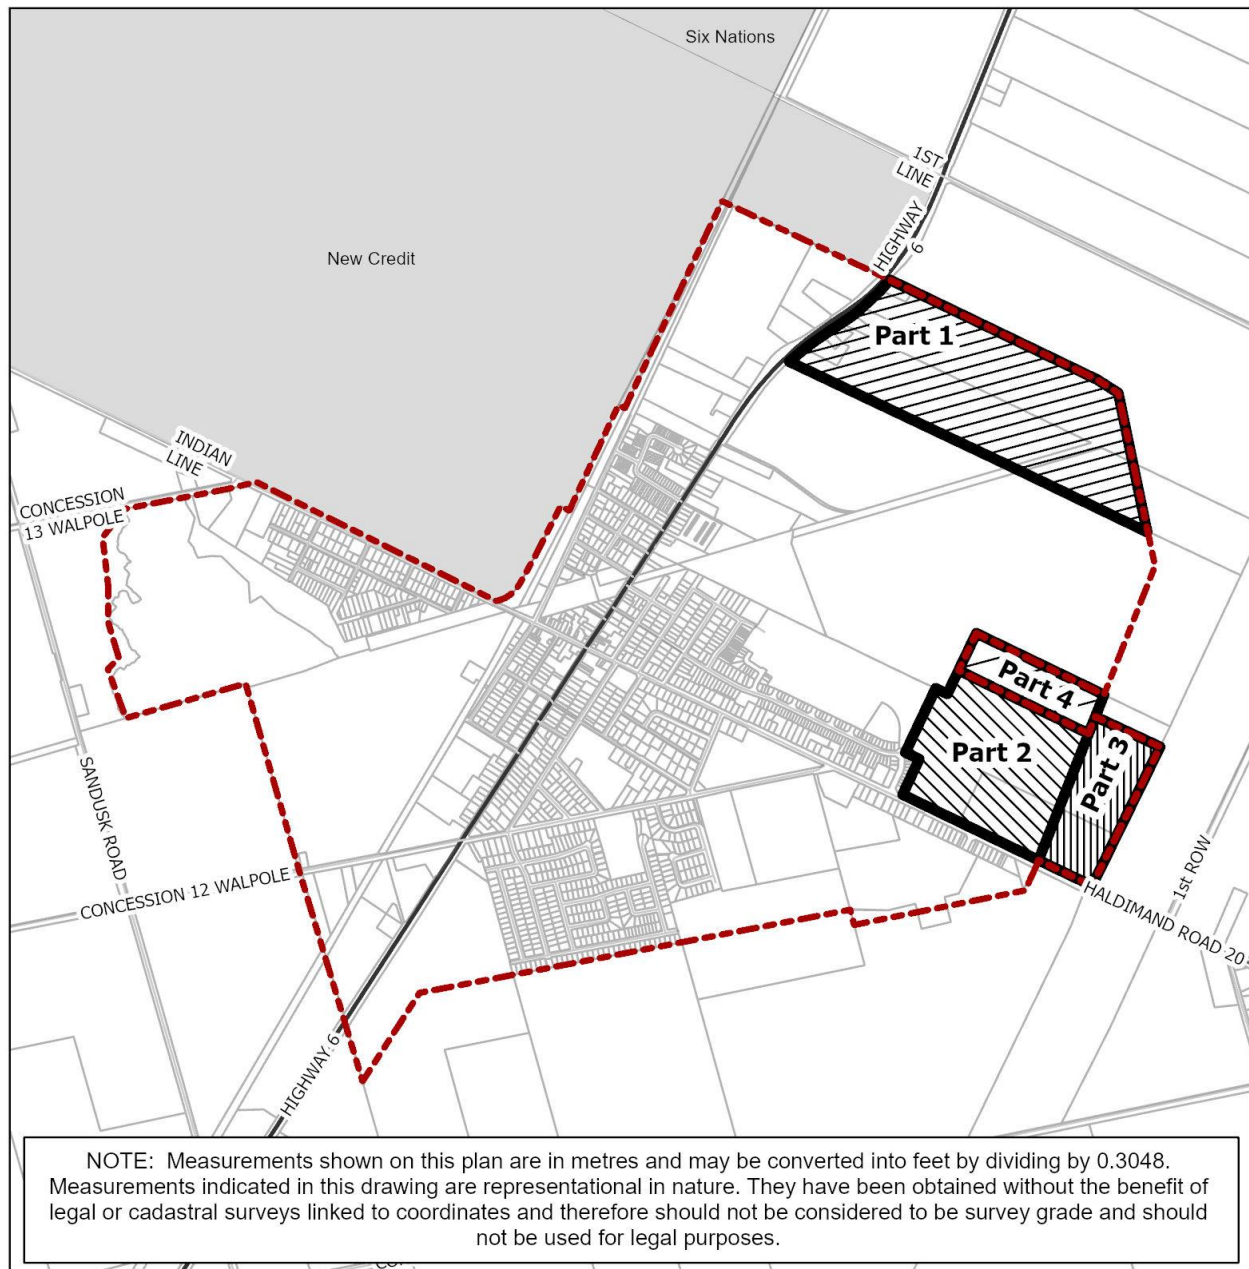 Six Nations
1ST
LINE
HIGHWAY
6
New Credit
Part 1
INDIAN
LINE
CONCESSION
13 WALPOLE
Part 4
Part 2
Part 3
SANDUSK ROAD
CONCESSION 12 WALPOLE
1st ROW
HALDIMAND ROAD 20
HIGHWAY 6
NOTE: Measurements shown on this plan are in metres and may be converted into feet by dividing by 0.3048.
Measurements indicated in this drawing are representational in nature. They have been obtained without the benefit of
legal or cadastral surveys linked to coordinates and therefore should not be considered to be survey grade and should
not be used for legal purposes.